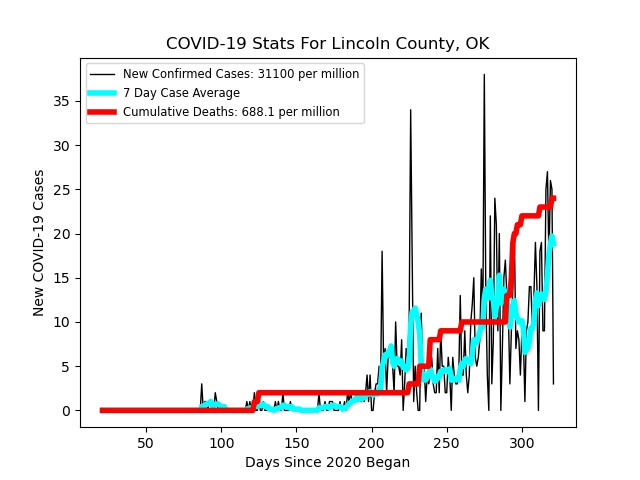 COVID-19 Stats For Lincoln County, OK
New Confirmed Cases: 31100 per million
7 Day Case Average
Cumulative Deaths: 688.1 per million
New COVID-19 Cases
35
30
25
20
15
10
5
0
50
100
150
200
250
300
Days Since 2020 Began